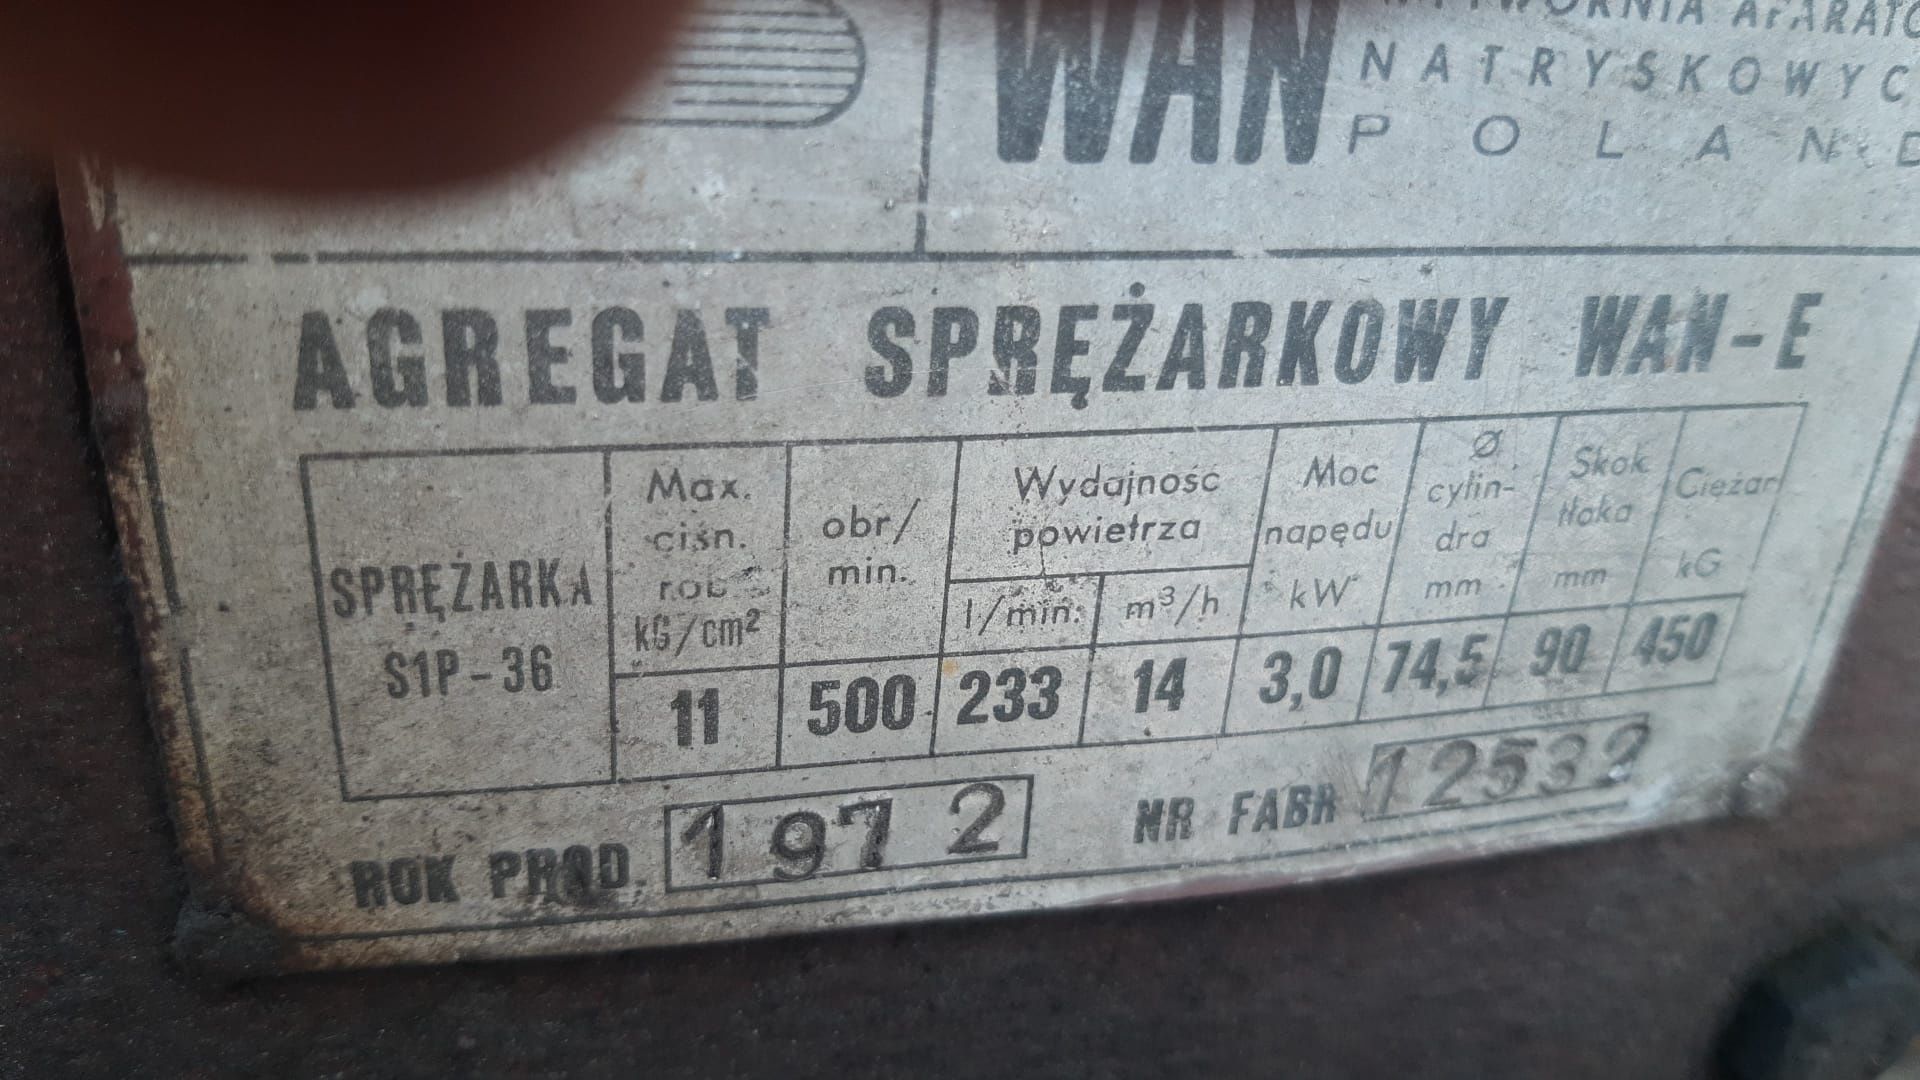 WAN
NATRYSKOWYC
POLAND
AGREGAT SPRĘŻARKOWY WAN-E
SPRĘŻARKA
S1P-36
Max.
ciśn.
rob
kG/cm²
11
obr/
min.
500
Wydajność
powietrza
l/min.
m³/h
233
14
Moc
napędu
kW
3,0
Ø
cylin-
dra
mm
74,5
Skok
tłoka
mm
90
Ciężar
kG
450
ROK PROD. 1972
NR FABR 12532